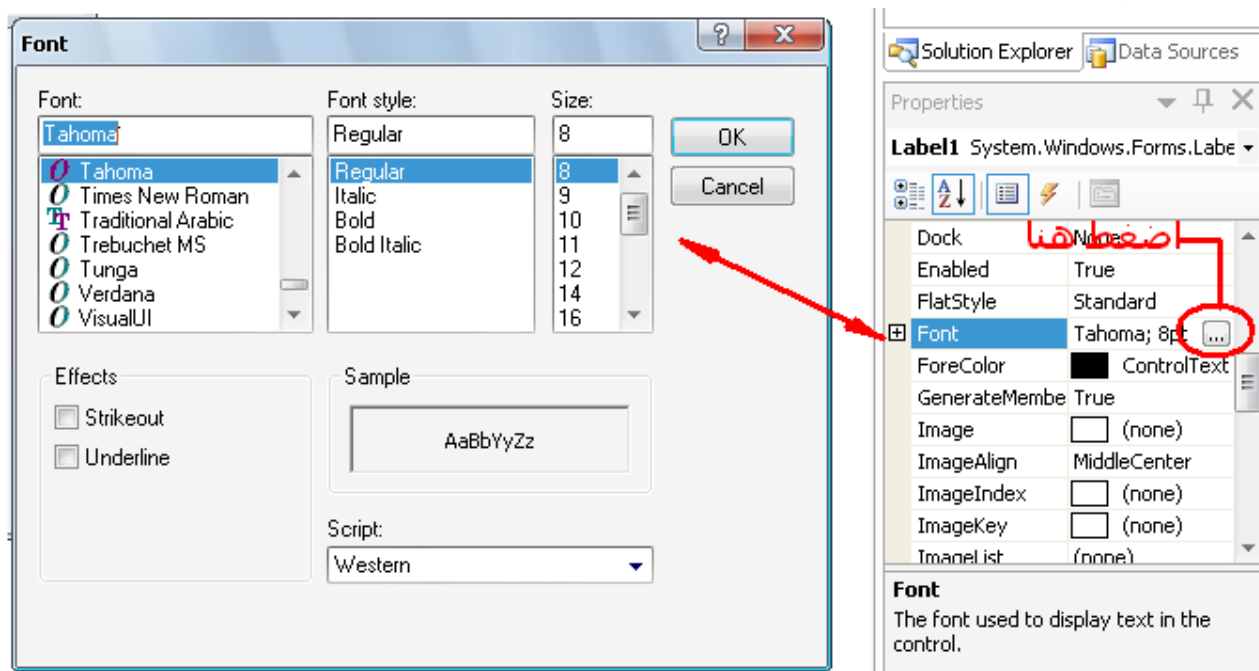 Font
Font:
Tahoma
Tahoma
Times New Roman
Traditional Arabic
Trebuchet MS
Tunga
Verdana
VisualUI
Font style:
Regular
Regular
Italic
Bold
Bold Italic
Size:
8
8
9
10
11
12
14
16
OK
Cancel
Effects
Strikeout
Underline
Sample
AaBbYyZz
Script:
Western
Solution Explorer
Data Sources
Properties
Label1 System.Windows.Forms.Labe
اضغط هنا
Dock None
Enabled True
FlatStyle Standard
Font Tahoma; 8pt ...
ForeColor ControlText
GenerateMembe True
Image (none)
ImageAlign MiddleCenter
ImageIndex (none)
ImageKey (none)
ImageList (none)
Font
The font used to display text in the
control.